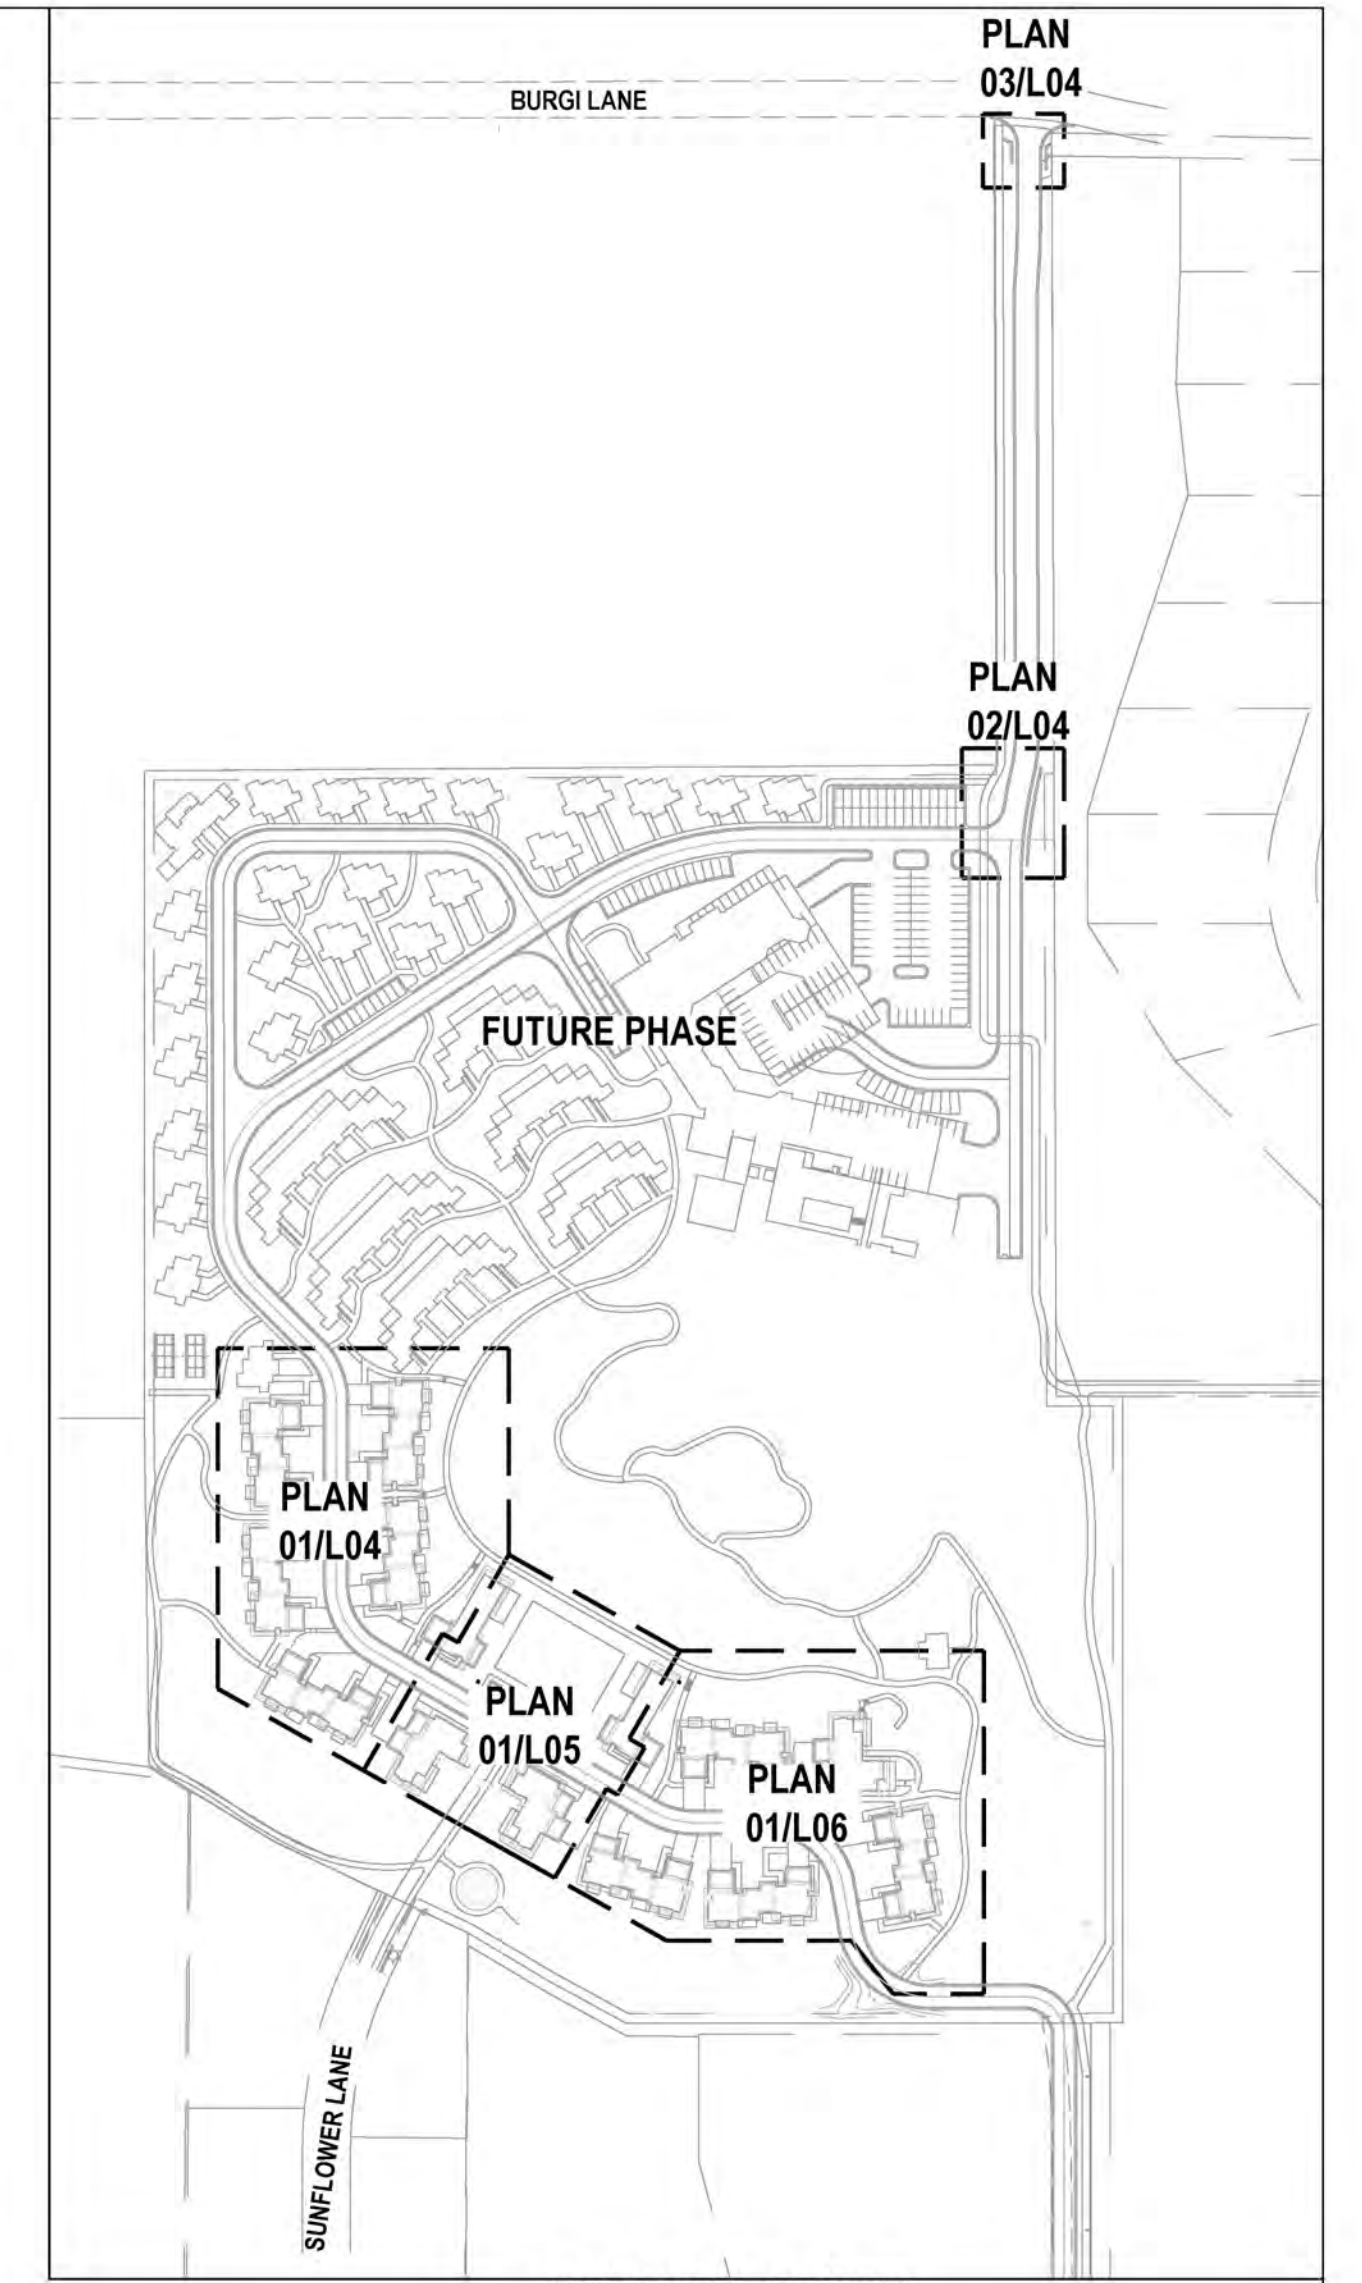 PLAN
03/L04
BURGI LANE
PLAN
02/L04
FUTURE PHASE
PLAN
01/L04
PLAN
01/L05
PLAN
01/L06
SUNFLOWER LANE